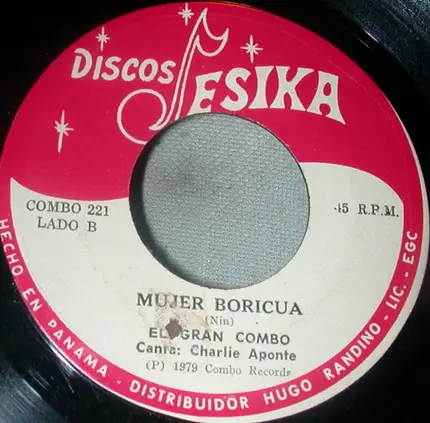 DISCOS JESIKA
COMBO 221
LADO B
45 R.P.M.
MUJER BORICUA
(Nin)
EL GRAN COMBO
Canta: Charlie Aponte
(P) 1979 Combo Records
HECHO EN PANAMA - DISTRIBUIDOR HUGO RANDINO - LIC. - EGC